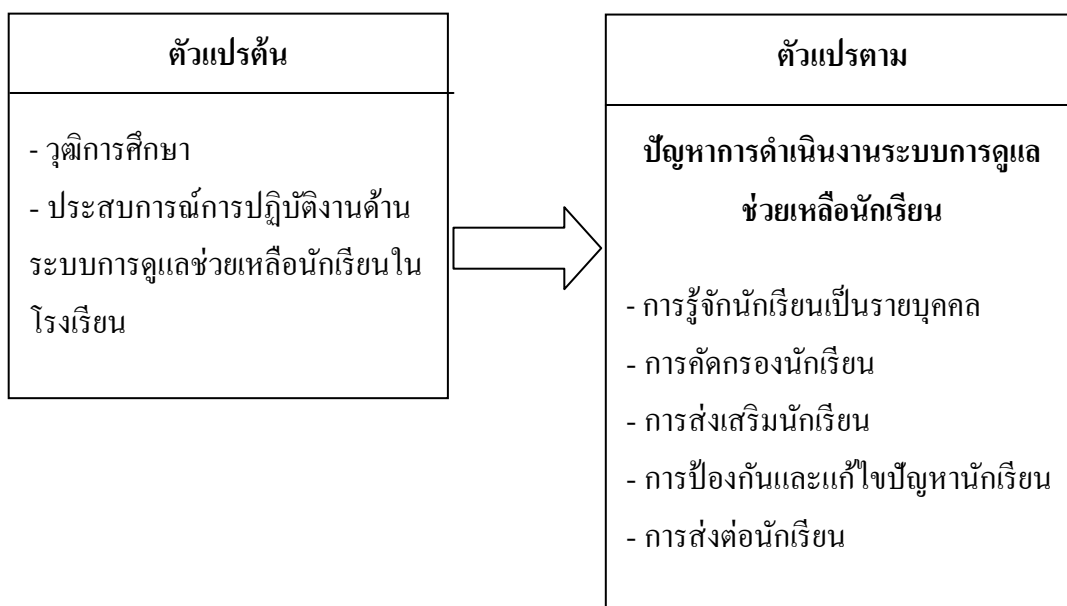 ตัวแปรต้น
- วุฒิการศึกษา
- ประสบการณ์การปฏิบัติงานด้าน
ระบบการดูแลช่วยเหลือนักเรียนใน
โรงเรียน
ตัวแปรตาม
ปัญหาการดำเนินงานระบบการดูแล
ช่วยเหลือนักเรียน
- การรู้จักนักเรียนเป็นรายบุคคล
- การคัดกรองนักเรียน
- การส่งเสริมนักเรียน
- การป้องกันและแก้ไขปัญหานักเรียน
- การส่งต่อนักเรียน